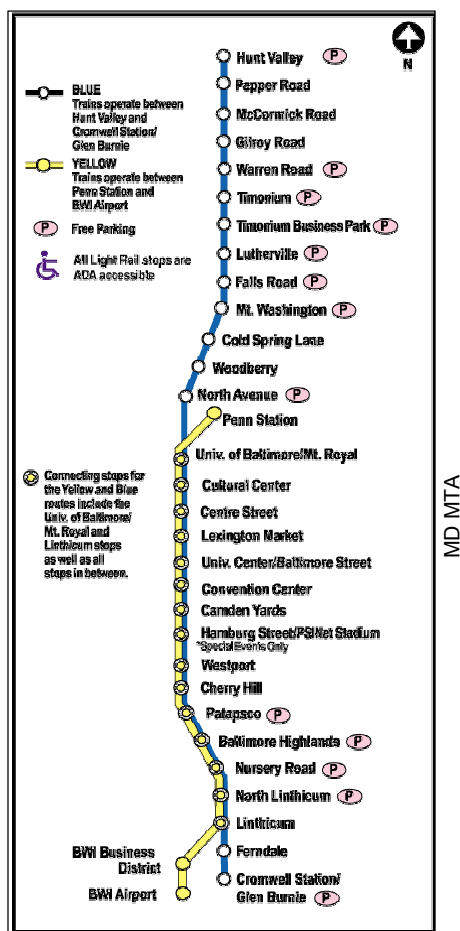 N
Hunt Valley P
Pepper Road
McCormick Road
Gilroy Road
Warren Road P
Timonium P
Timonium Business Park P
Lutherville P
Falls Road P
Mt. Washington P
Cold Spring Lane
Woodberry
North Avenue P
Penn Station
Univ. of Baltimore/Mt. Royal
Cultural Center
Centre Street
Lexington Market
Univ. Center/Baltimore Street
Convention Center
Camden Yards
Hamburg Street/PSINet Stadium
*Special Events Only
Westport
Cherry Hill
Patapsco P
Baltimore Highlands P
Nursery Road P
North Linthicum P
Linthicum
Ferndale
Cromwell Station/
Glen Burnie P
BWI Business
District
BWI Airport
BLUE
Trains operate between
Hunt Valley and
Cromwell Station/
Glen Burnie
YELLOW
Trains operate between
Penn Station and
BWI Airport
P Free Parking
All Light Rail stops are
ADA accessible
Connecting stops for
the Yellow and Blue
routes include the
Univ. of Baltimore/
Mt. Royal and
Linthicum stops
as well as all
stops in between.
MD MTA